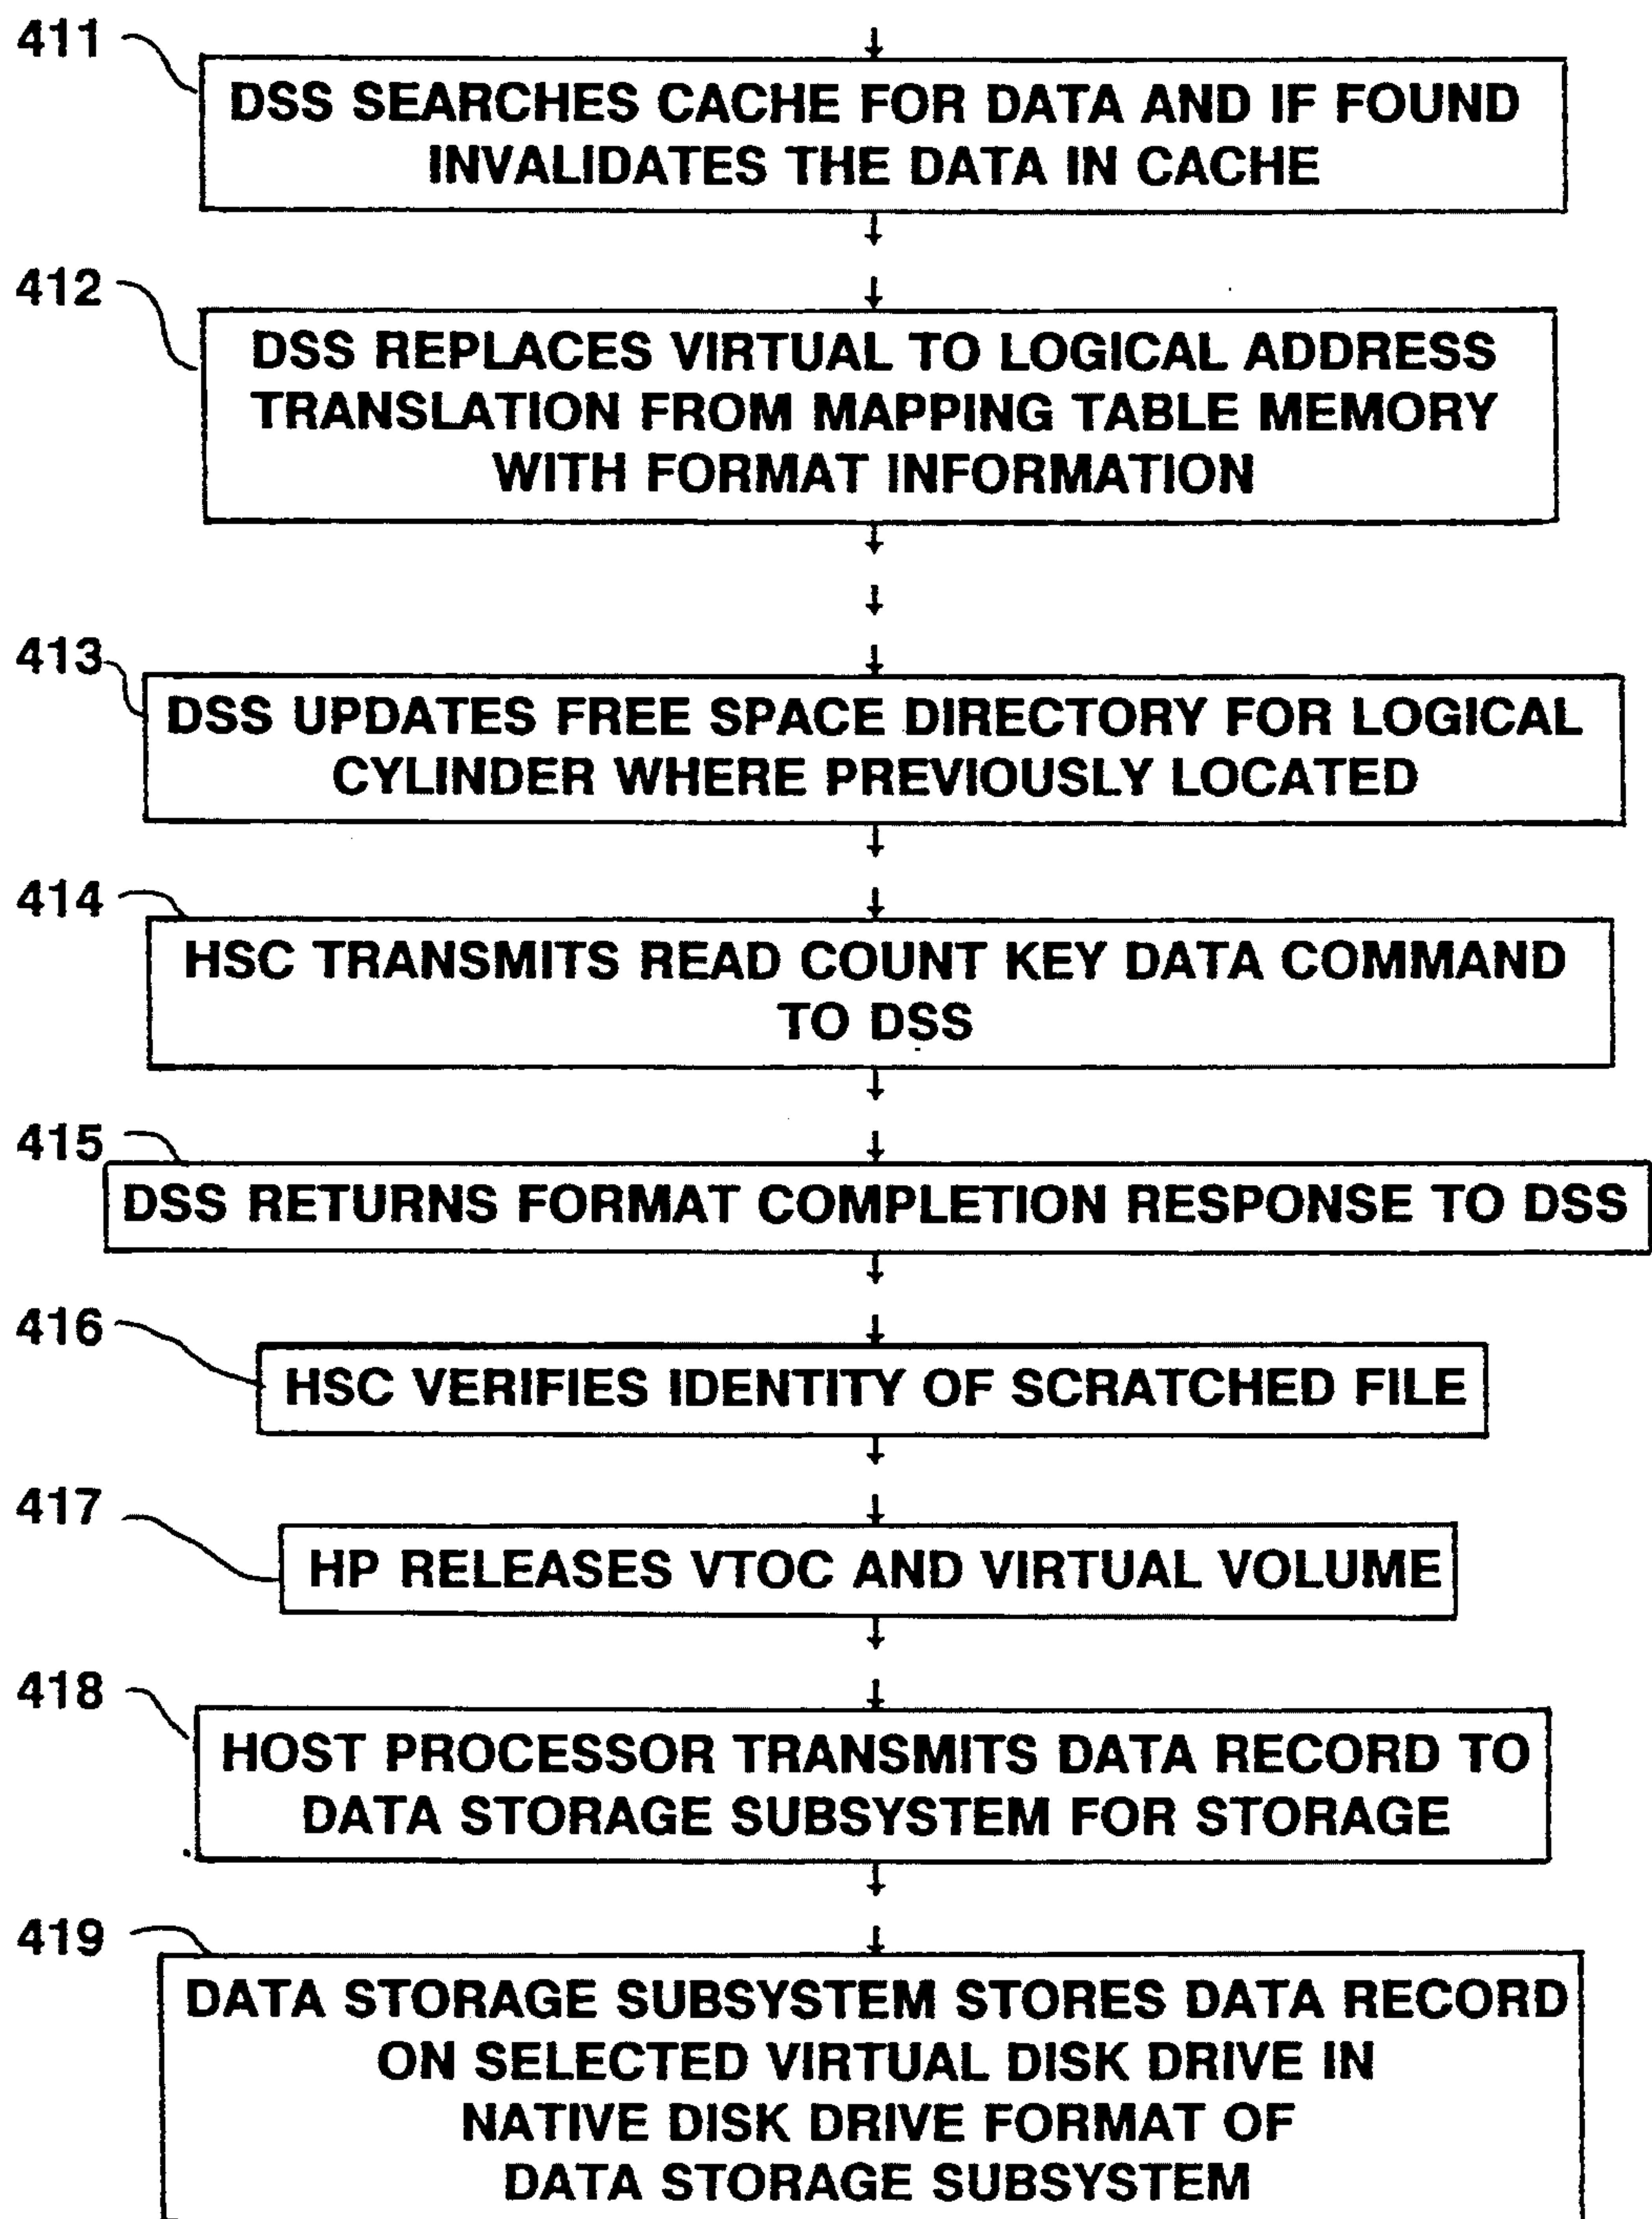 411
DSS SEARCHES CACHE FOR DATA AND IF FOUND
INVALIDATES THE DATA IN CACHE
412
DSS REPLACES VIRTUAL TO LOGICAL ADDRESS
TRANSLATION FROM MAPPING TABLE MEMORY
WITH FORMAT INFORMATION
413
DSS UPDATES FREE SPACE DIRECTORY FOR LOGICAL
CYLINDER WHERE PREVIOUSLY LOCATED
414
HSC TRANSMITS READ COUNT KEY DATA COMMAND
TO DSS
415
DSS RETURNS FORMAT COMPLETION RESPONSE TO DSS
416
HSC VERIFIES IDENTITY OF SCRATCHED FILE
417
HP RELEASES VTOC AND VIRTUAL VOLUME
418
HOST PROCESSOR TRANSMITS DATA RECORD TO
DATA STORAGE SUBSYSTEM FOR STORAGE
419
DATA STORAGE SUBSYSTEM STORES DATA RECORD
ON SELECTED VIRTUAL DISK DRIVE IN
NATIVE DISK DRIVE FORMAT OF
DATA STORAGE SUBSYSTEM